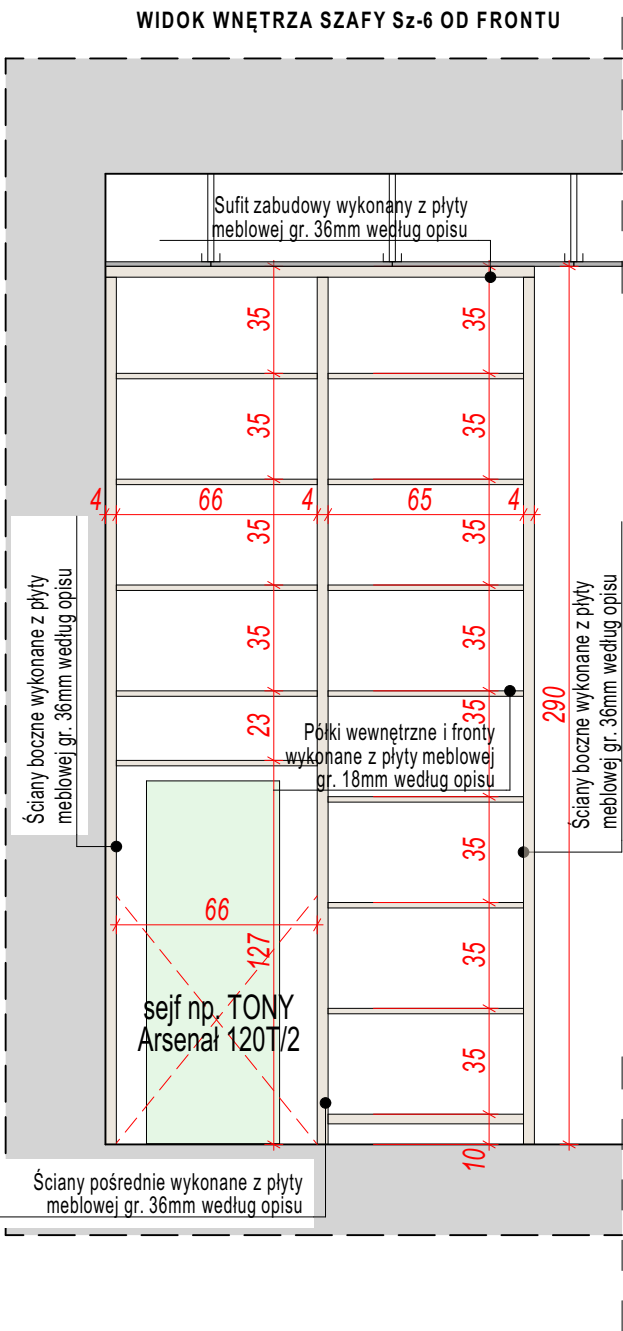 WIDOK WNĘTRZA SZAFY Sz-6 OD FRONTU
Sufit zabudowy wykonany z płyty
meblowej gr. 36mm według opisu
35
35
35
35
4
66
4
65
4
35
35
Ściany boczne wykonane z płyty
meblowej gr. 36mm według opisu
35
35
23
35
290
Ściany boczne wykonane z płyty
meblowej gr. 36mm według opisu
Półki wewnętrzne i fronty
wykonane z płyty meblowej
gr. 18mm według opisu
35
66
127
35
sejf np. TONY
Arsenał 120T/2
35
10
Ściany pośrednie wykonane z płyty
meblowej gr. 36mm według opisu